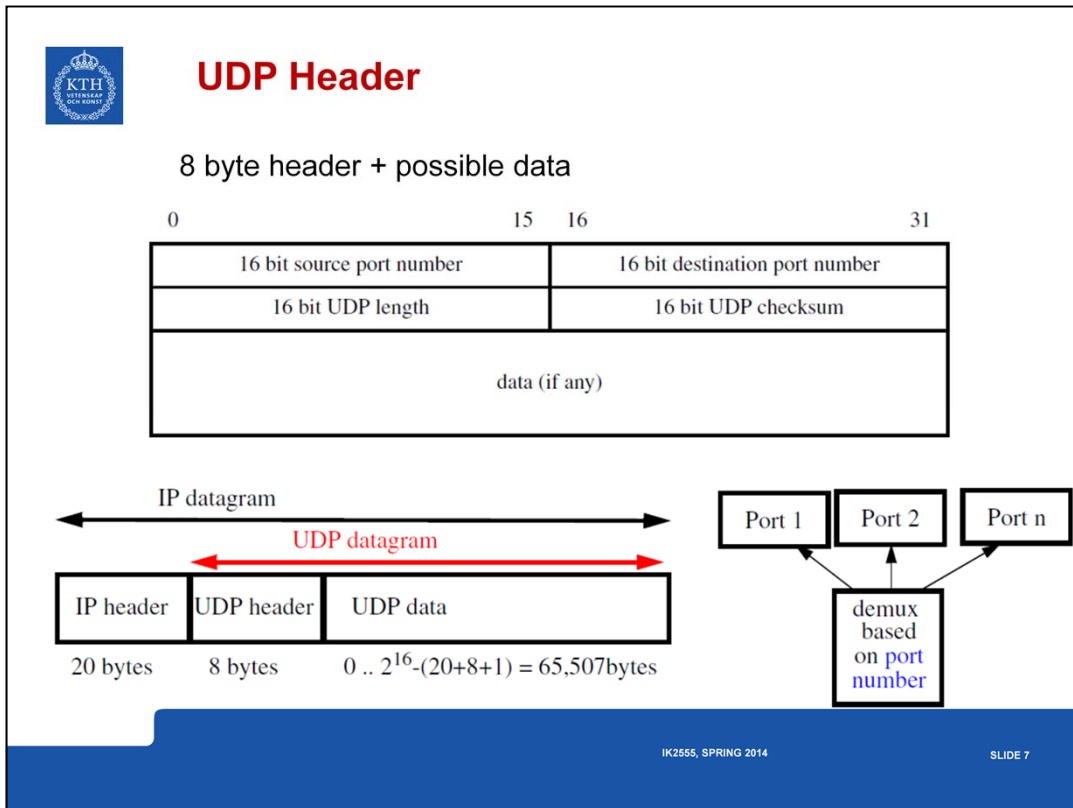 KTH
VETENSKAP
OCH KONST
UDP Header
8 byte header + possible data
0 15 16 31
16 bit source port number 16 bit destination port number
16 bit UDP length 16 bit UDP checksum
data (if any)
IP datagram
UDP datagram
IP header UDP header UDP data
20 bytes 8 bytes 0 .. 2¹⁶-(20+8+1) = 65,507bytes
Port 1 Port 2 Port n
demux
based
on port
number
IK2555, SPRING 2014 SLIDE 7